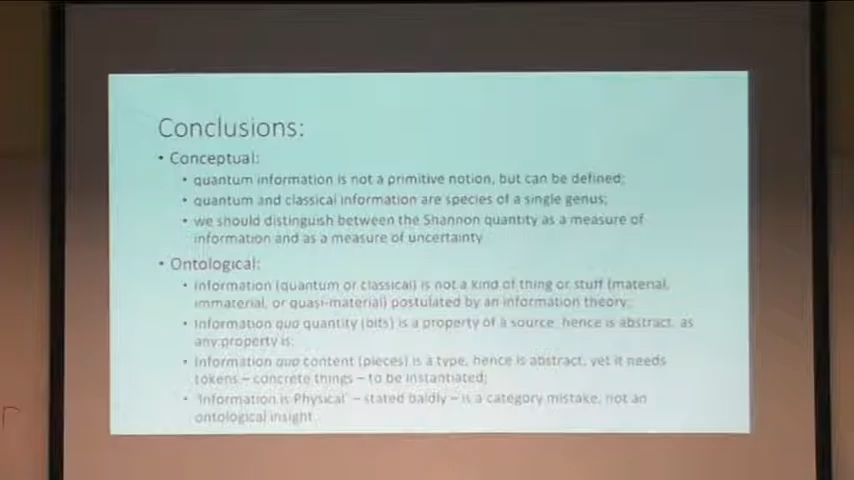 Conclusions:
• Conceptual:
• quantum information is not a primitive notion, but can be defined;
• quantum and classical information are species of a single genus;
• we should distinguish between the Shannon quantity as a measure of
information and as a measure of uncertainty
• Ontological:
• Information (quantum or classical) is not a kind of thing or stuff (material,
immaterial, or quasi-material) postulated by an information theory;
• Information quo quantity (bits) is a property of a source, hence is abstract, as
any property is;
• Information quo content (pieces) is a type, hence is abstract, yet it needs
tokens – concrete things – to be instantiated;
• 'Information is Physical' – stated baldly – is a category mistake, not an
ontological insight.